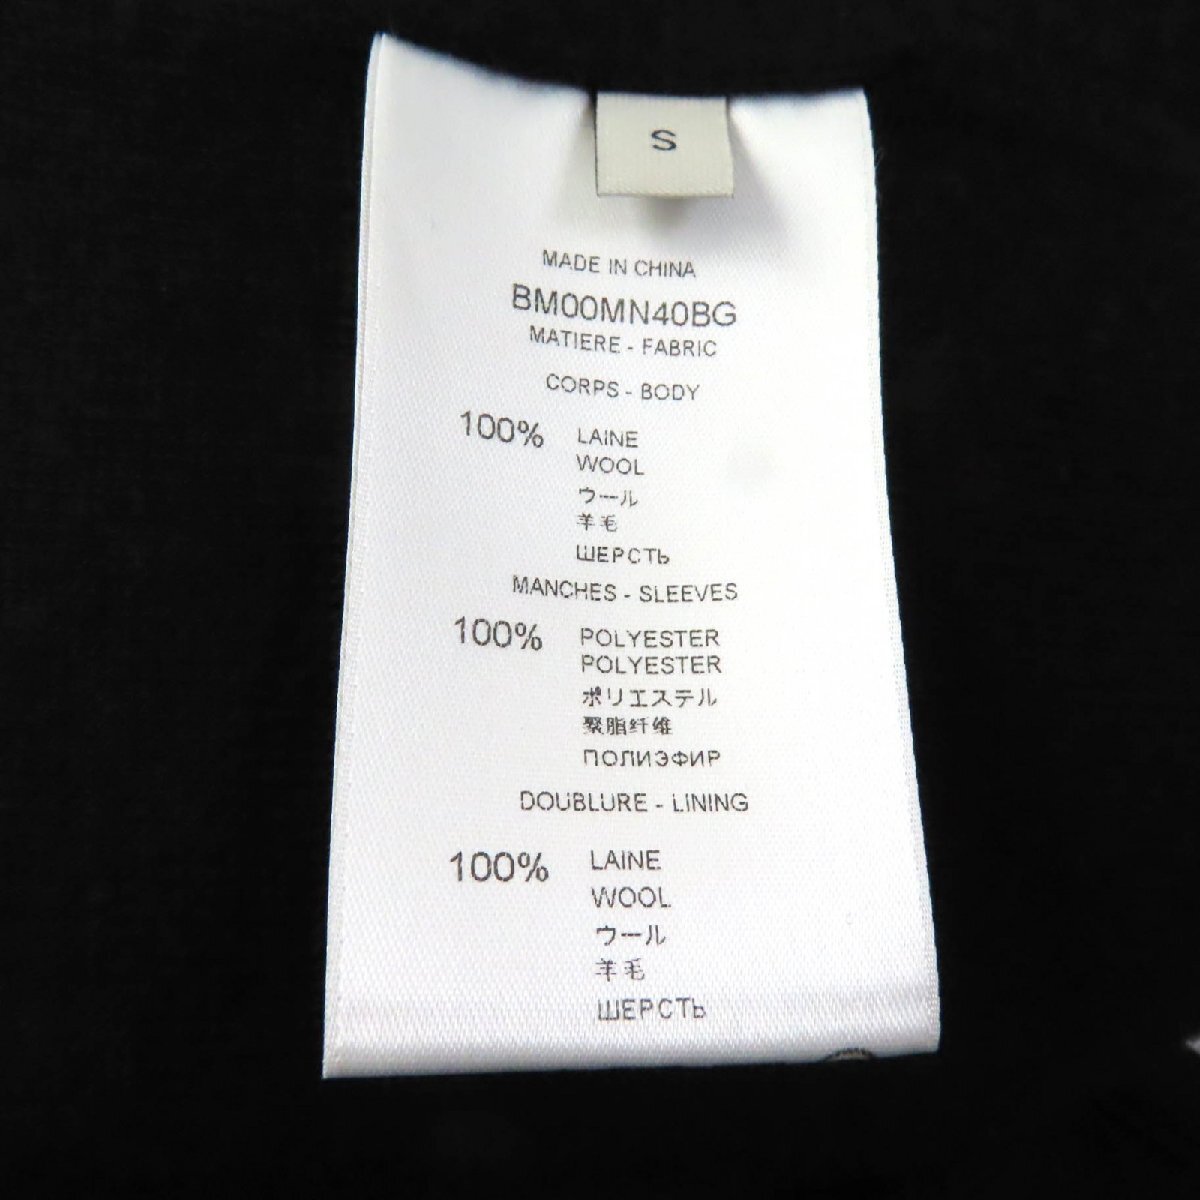 S
MADE IN CHINA
BM00MN40BG
MATIERE - FABRIC
CORPS - BODY
100% LAINE
WOOL
ウール
羊毛
ШЕРСТЬ
MANCHES - SLEEVES
100% POLYESTER
POLYESTER
ポリエステル
聚脂纤维
ПОЛИЭФИР
DOUBLURE - LINING
100% LAINE
WOOL
ウール
羊毛
ШЕРСТЬ